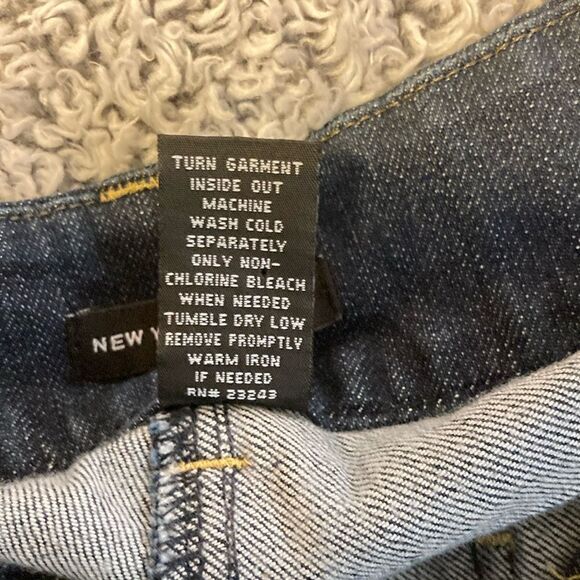 TURN GARMENT
INSIDE OUT
MACHINE
WASH COLD
SEPARATELY
ONLY NON-
CHLORINE BLEACH
WHEN NEEDED
TUMBLE DRY LOW
REMOVE PROMPTLY
WARM IRON
IF NEEDED
RN# 23243
NEW Y